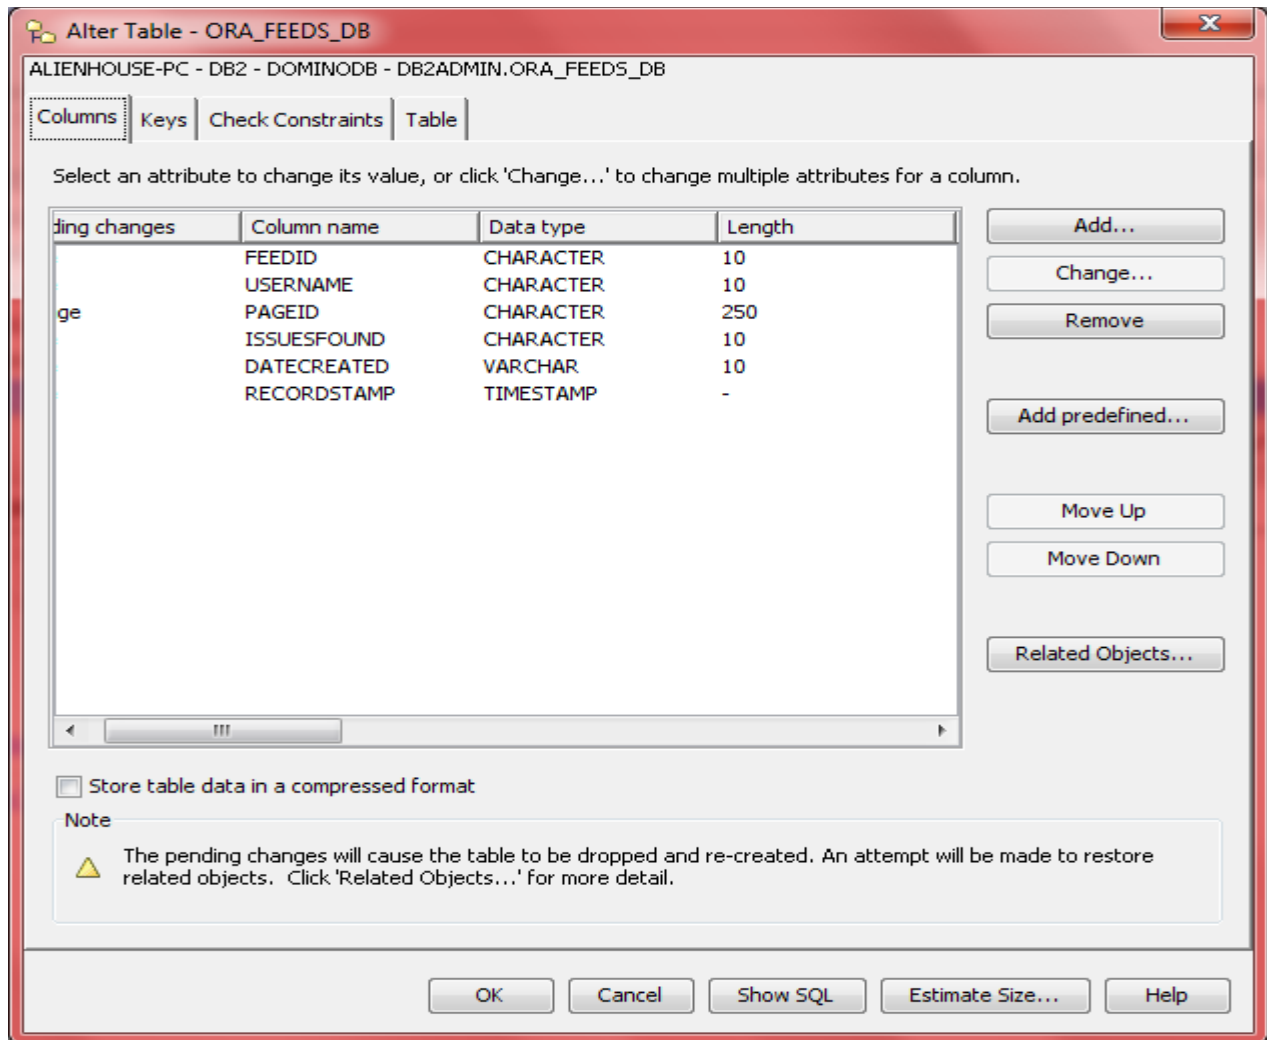 Alter Table - ORA_FEEDS_DB
ALIENHOUSE-PC - DB2 - DOMINODB - DB2ADMIN.ORA_FEEDS_DB
Columns Keys Check Constraints Table
Select an attribute to change its value, or click 'Change...' to change multiple attributes for a column.
ding changes Column name Data type Length
FEEDID CHARACTER 10
USERNAME CHARACTER 10
ge PAGEID CHARACTER 250
ISSUESFOUND CHARACTER 10
DATECREATED VARCHAR 10
RECORDSTAMP TIMESTAMP -
Add...
Change...
Remove
Add predefined...
Move Up
Move Down
Related Objects...
Store table data in a compressed format
Note
The pending changes will cause the table to be dropped and re-created. An attempt will be made to restore
related objects.  Click 'Related Objects...' for more detail.
OK Cancel Show SQL Estimate Size... Help